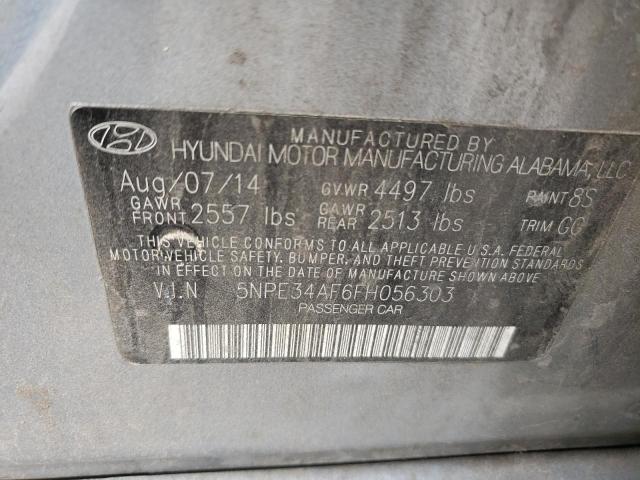 MANUFACTURED BY
HYUNDAI MOTOR MANUFACTURING ALABAMA, LLC
Aug/07/14 GVWR 4497 lbs PAINT 8S
GAWR FRONT 2557 lbs GAWR REAR 2513 lbs TRIM GG
THIS VEHICLE CONFORMS TO ALL APPLICABLE U.S.A. FEDERAL
MOTOR VEHICLE SAFETY, BUMPER, AND THEFT PREVENTION STANDARDS
IN EFFECT ON THE DATE OF MANUFACTURE SHOWN ABOVE
V.I.N 5NPE34AF6FH056303
PASSENGER CAR